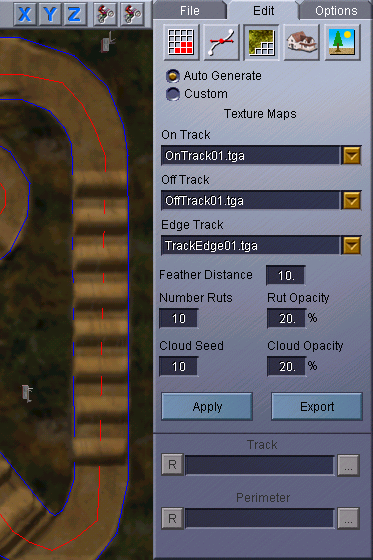 X Y Z
File Edit Options
Auto Generate
Custom
Texture Maps
On Track
OnTrack01.tga
Off Track
OffTrack01.tga
Edge Track
TrackEdge01.tga
Feather Distance 10.
Number Ruts Rut Opacity
10 20. %
Cloud Seed Cloud Opacity
10 20. %
Apply Export
Track
R ...
Perimeter
R ...